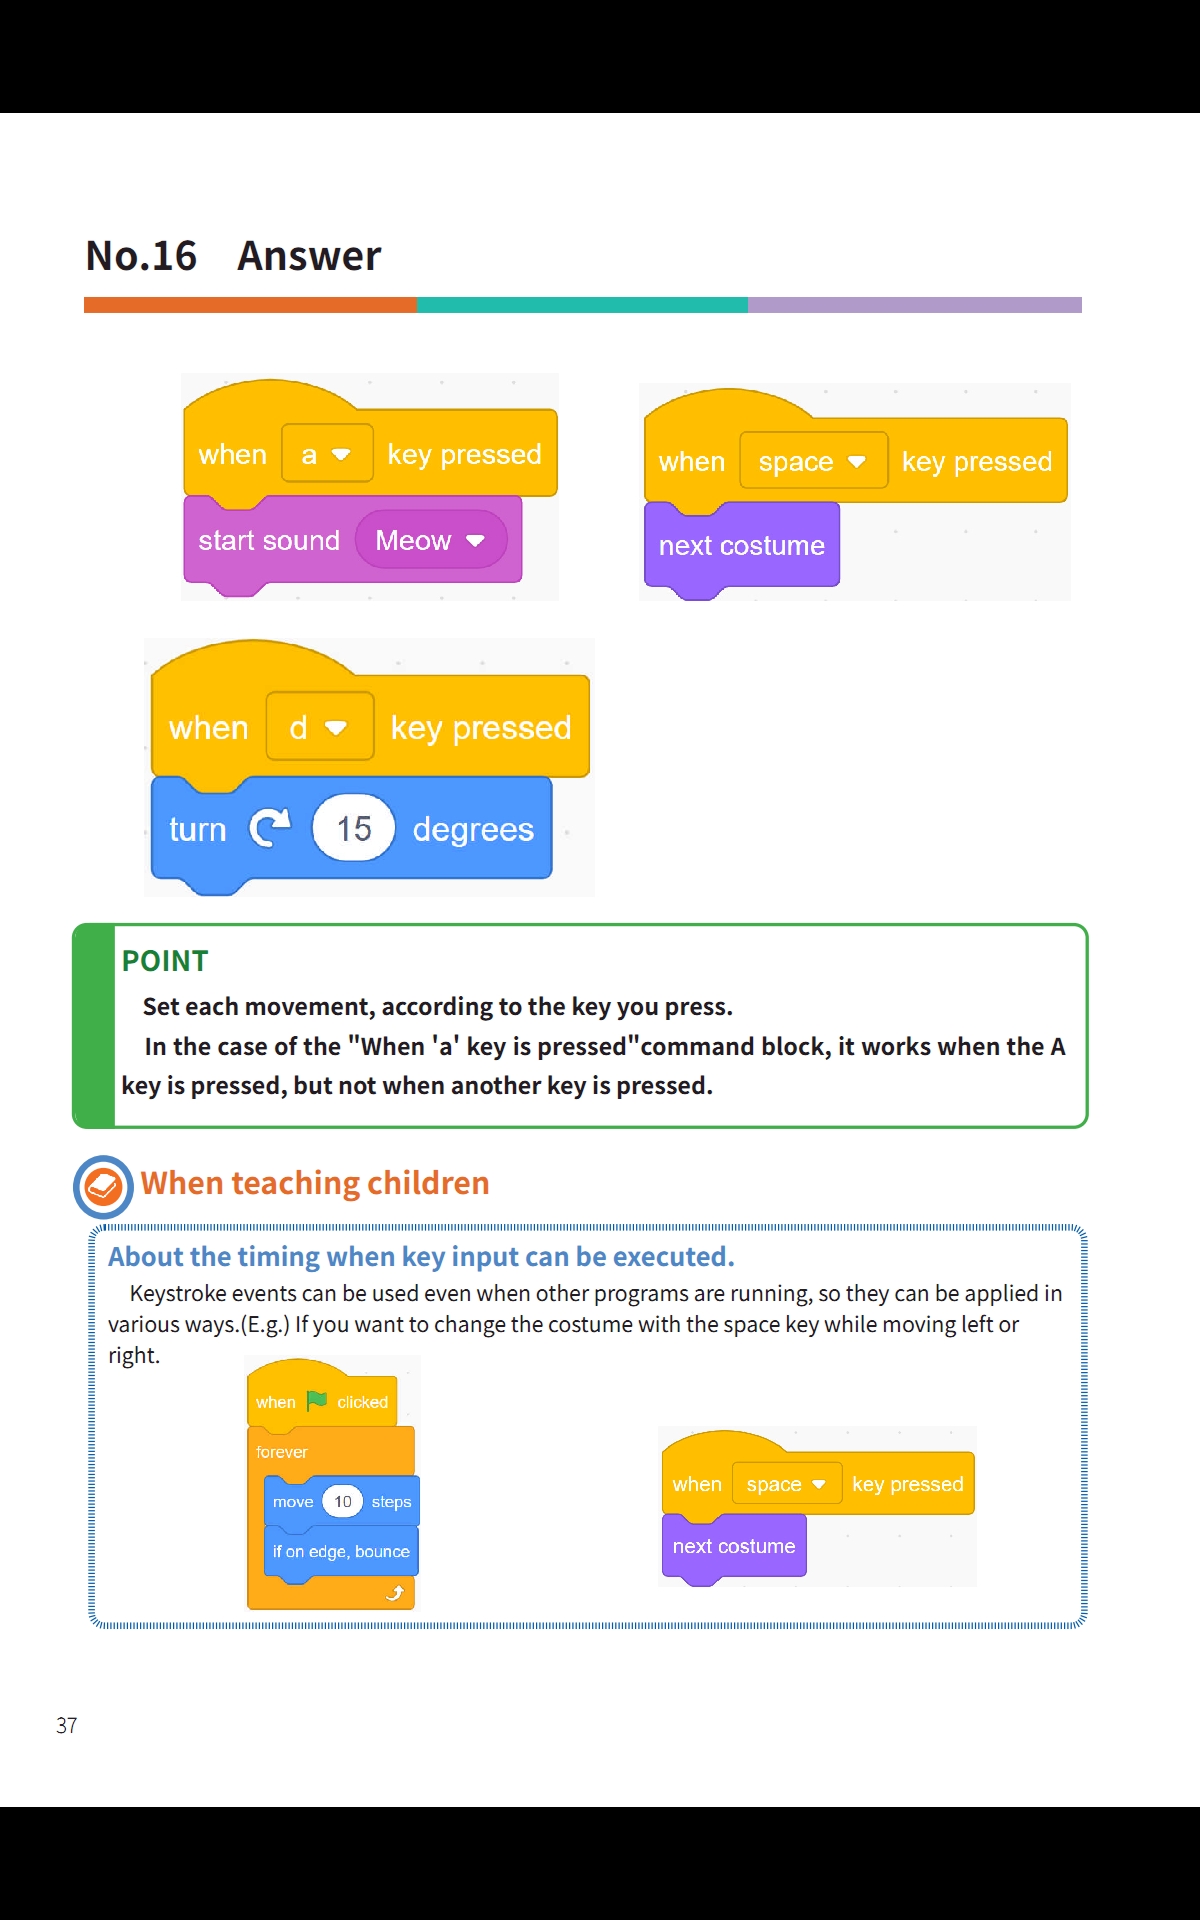 No.16 Answer
when a key pressed
start sound Meow
when space key pressed
next costume
when d key pressed
turn 15 degrees
POINT
Set each movement, according to the key you press.
In the case of the "When 'a' key is pressed"command block, it works when the A
key is pressed, but not when another key is pressed.
When teaching children
About the timing when key input can be executed.
Keystroke events can be used even when other programs are running, so they can be applied in
various ways.(E.g.) If you want to change the costume with the space key while moving left or
right.
when clicked
forever
move 10 steps
if on edge, bounce
when space key pressed
next costume
37